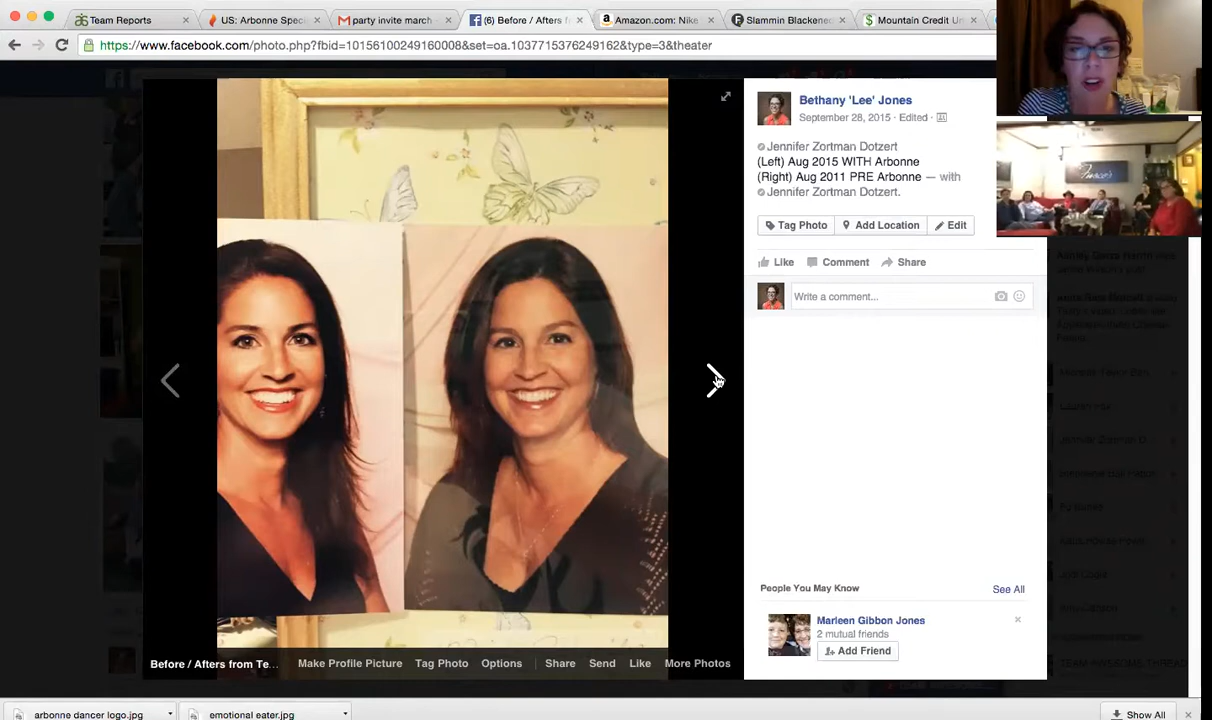 Team Reports
US: Arbonne Spec
party invite march
(6) Before / Afters f
Amazon.com: Nike
Slammin Blackene
Mountain Credit Un
https://www.facebook.com/photo.php?fbid=10156100249160008&set=oa.1037715376249162&type=3&theater
Bethany 'Lee' Jones
September 28, 2015 · Edited ·
Jennifer Zortman Dotzert
(Left) Aug 2015 WITH Arbonne
(Right) Aug 2011 PRE Arbonne — with
Jennifer Zortman Dotzert.
Tag Photo Add Location Edit
Like Comment Share
Write a comment...
People You May Know See All
Marleen Gibbon Jones
2 mutual friends
Add Friend
Before / Afters from Te... Make Profile Picture Tag Photo Options Share Send Like More Photos
arbonne dancer logo.jpg
emotional eater.jpg
Show All